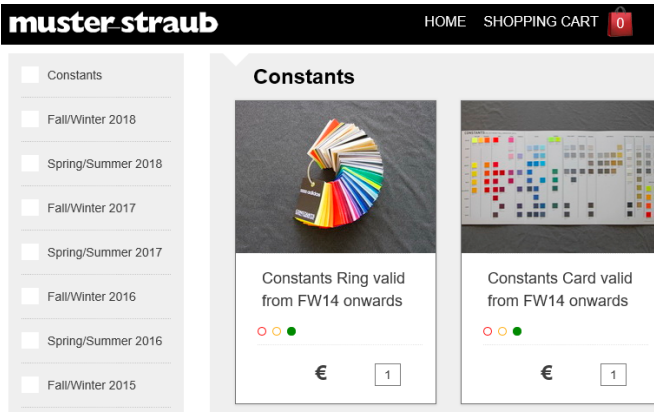 muster-straub
HOME SHOPPING CART 0
Constants
Fall/Winter 2018
Spring/Summer 2018
Fall/Winter 2017
Spring/Summer 2017
Fall/Winter 2016
Spring/Summer 2016
Fall/Winter 2015
Constants
Constants Ring valid
from FW14 onwards
€ 1
CONSTANTS
Constants Card valid
from FW14 onwards
€ 1